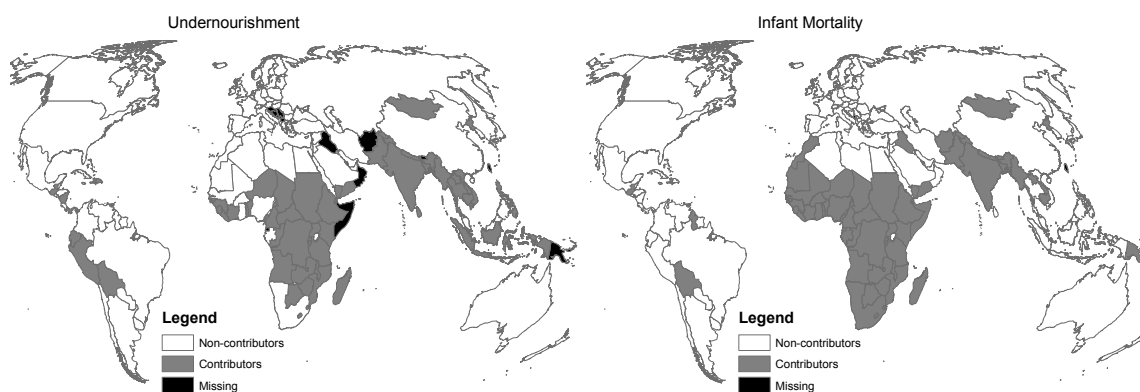 Undernourishment
Legend
Non-contributors
Contributors
Missing
Infant Mortality
Legend
Non-contributors
Contributors
Missing